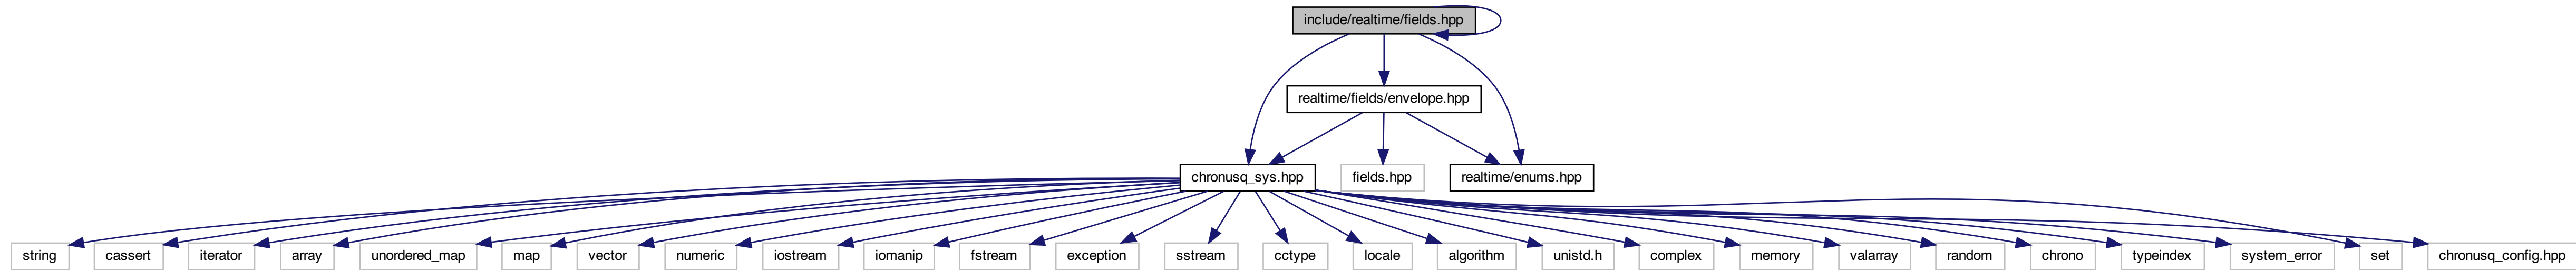 include/realtime/fields.hpp
realtime/fields/envelope.hpp
chronusq_sys.hpp
fields.hpp
realtime/enums.hpp
string
cassert
iterator
array
unordered_map
map
vector
numeric
iostream
iomanip
fstream
exception
sstream
cctype
locale
algorithm
unistd.h
complex
memory
valarray
random
chrono
typeindex
system_error
set
chronusq_config.hpp